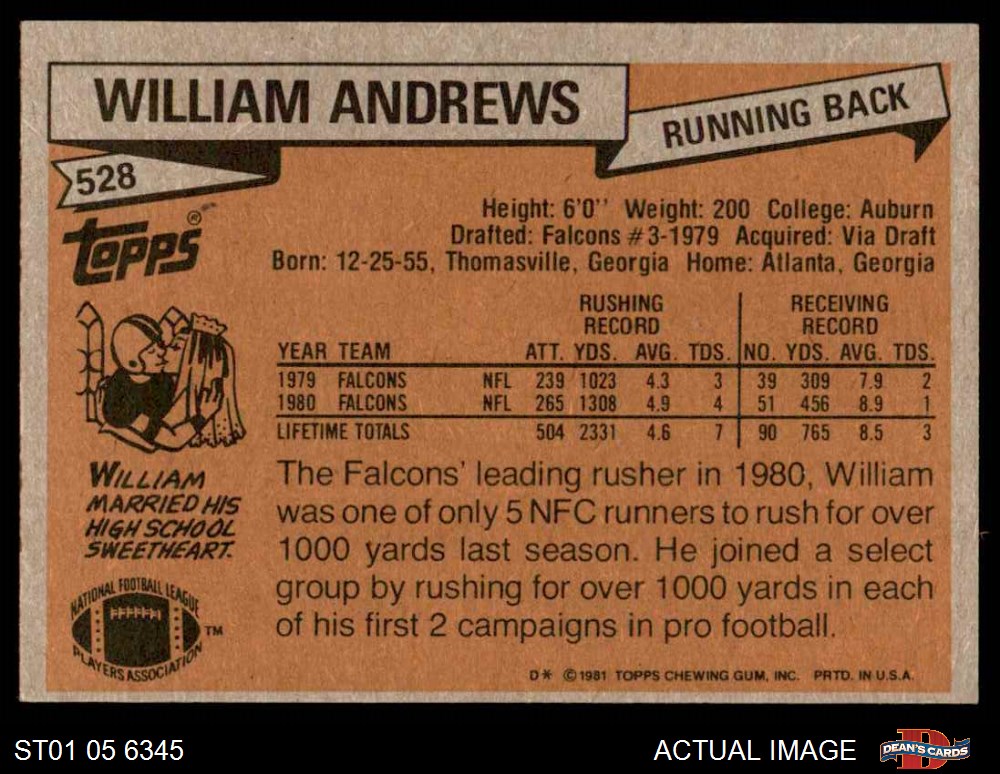 WILLIAM ANDREWS
RUNNING BACK
528
topps®
Height: 6'0'' Weight: 200 College: Auburn
Drafted: Falcons #3-1979 Acquired: Via Draft
Born: 12-25-55, Thomasville, Georgia Home: Atlanta, Georgia
RUSHING RECORD RECEIVING RECORD
YEAR TEAM ATT. YDS. AVG. TDS. NO. YDS. AVG. TDS.
1979 FALCONS NFL 239 1023 4.3 3 39 309 7.9 2
1980 FALCONS NFL 265 1308 4.9 4 51 456 8.9 1
LIFETIME TOTALS 504 2331 4.6 7 90 765 8.5 3
WILLIAM
MARRIED HIS
HIGH SCHOOL
SWEETHEART.
The Falcons' leading rusher in 1980, William
was one of only 5 NFC runners to rush for over
1000 yards last season. He joined a select
group by rushing for over 1000 yards in each
of his first 2 campaigns in pro football.
NATIONAL FOOTBALL LEAGUE
PLAYERS ASSOCIATION
TM
D* ©1981 TOPPS CHEWING GUM, INC. PRTD. IN U.S.A.
ST01 05 6345
ACTUAL IMAGE
DEAN'S CARDS